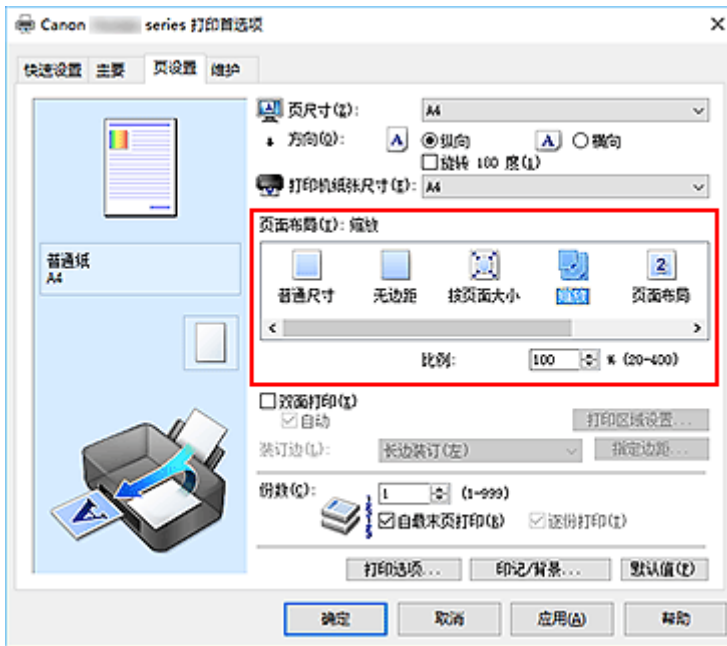 Canon series 打印首选项
快速设置 主要 页设置 维护
页尺寸(Z): A4
方向(O): A 纵向 A 横向
旋转 180 度(1)
打印机纸张尺寸(E): A4
页面布局(I): 缩放
普通尺寸 无边距 按页面大小 缩放 2 页面布局
比例: 100 % (20-400)
普通纸
A4
双面打印(X)
自动 打印区域设置...
装订边(L): 长边装订(左) 指定边距...
份数(C): 1 (1-999)
自最末页打印(B) 逐份打印(T)
打印选项... 印记/背景... 默认值(F)
确定 取消 应用(A) 帮助